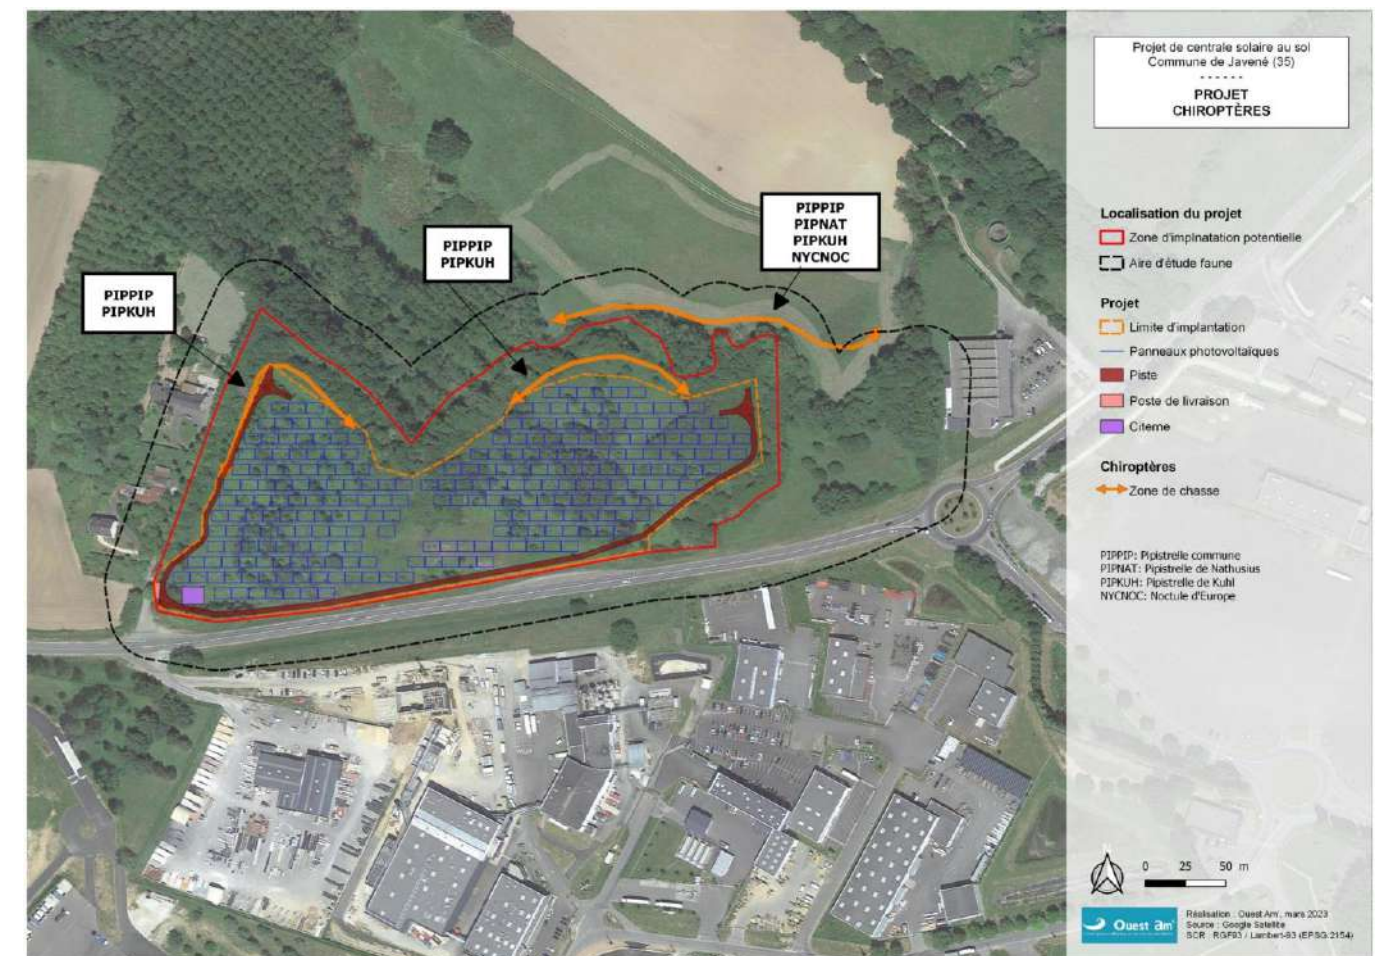 Projet de centrale solaire au sol
Commune de Javené (35)
- - - - - -
PROJET
CHIROPTÈRES
PIPPIP
PIPNAT
PIPKUH
NYCNOC
PIPPIP
PIPKUH
PIPPIP
PIPKUH
Localisation du projet
Zone d'implnatation potentielle
Aire d'étude faune
Projet
Limite d'implantation
Panneaux photovoltaïques
Piste
Poste de livraison
Citerne
Chiroptères
Zone de chasse
PIPPIP: Pipistrelle commune
PIPNAT: Pipistrelle de Nathusius
PIPKUH: Pipistrelle de Kuhl
NYCNOC: Noctule d'Europe
0 25 50 m
Ouest am'
Réalisation : Ouest Am', mars 2023
Source : Google Satellite
SCR : RGF93 / Lambert-93 (EPSG:2154)